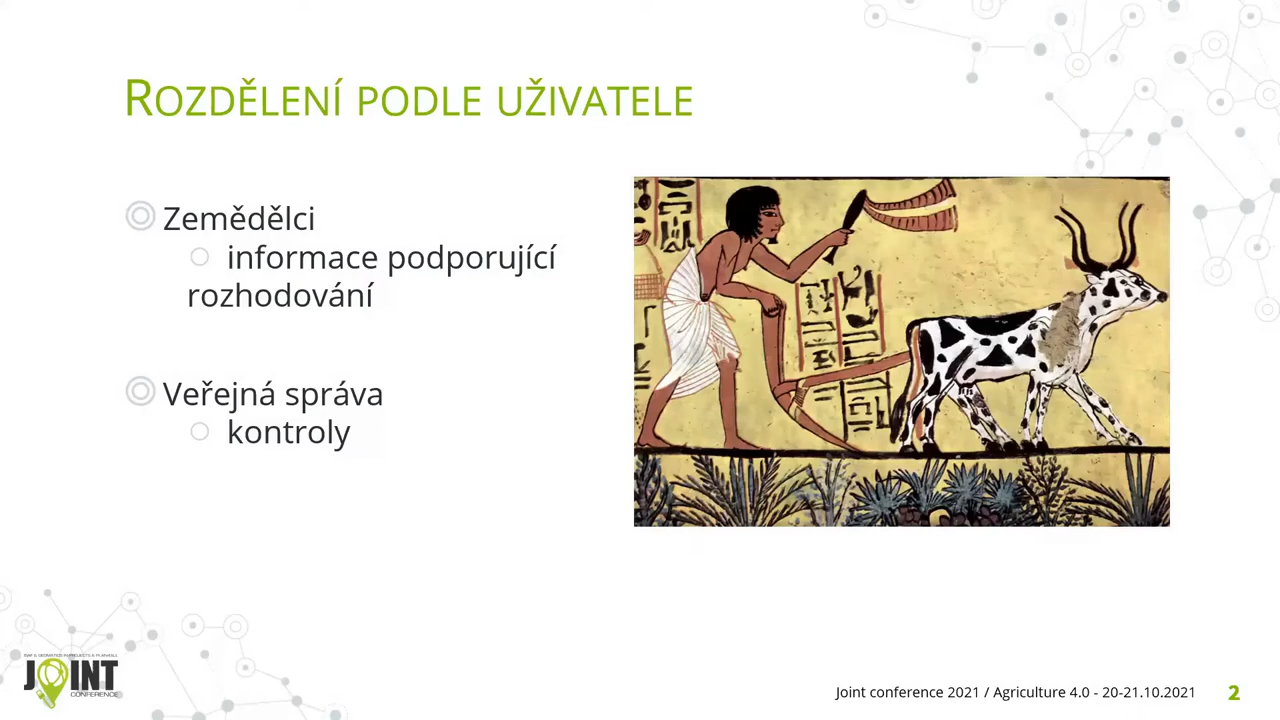 ROZDĚLENÍ PODLE UŽIVATELE
Zemědělci
informace podporující
rozhodování
Veřejná správa
kontroly
JOINT
CONFERENCE
Joint conference 2021 / Agriculture 4.0 - 20-21.10.2021
2